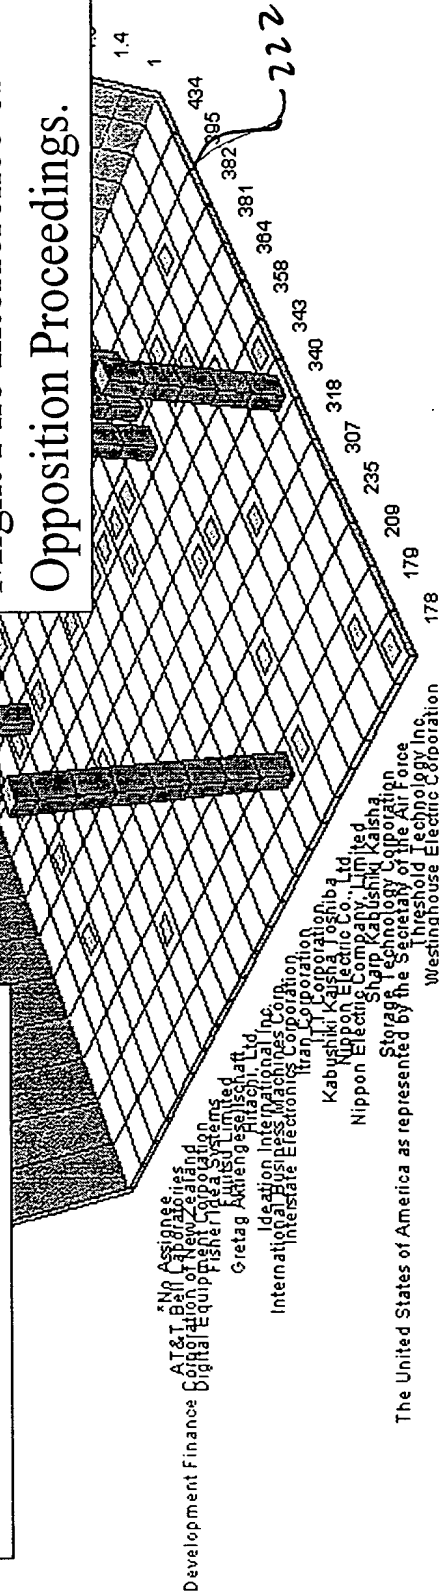 Opposition Proceedings.
1.4
1
434
395
382
381
364
358
343
340
318
307
235
209
179
178
222
*No Assignee
AT&T Bell Laboratories
Development Finance Corporation of New Zealand
Digital Equipment Corporation
Fisher Idea Systems
Fujitsu Limited
Gretag Aktiengesellschaft
Hitachi, Ltd.
Ideation International Inc.
International Business Machines Corp.
Interstate Electronics Corporation
Itran Corporation
ITT Corporation
Kabushiki Kaisha Toshiba
Nippon Electric Co., Ltd.
Nippon Electric Company, Limited
Sharp Kabushiki Kaisha
Storage Technology Corporation
The United States of America as represented by the Secretary of the Air Force
Threshold Technology Inc.
Westinghouse Electric Corporation